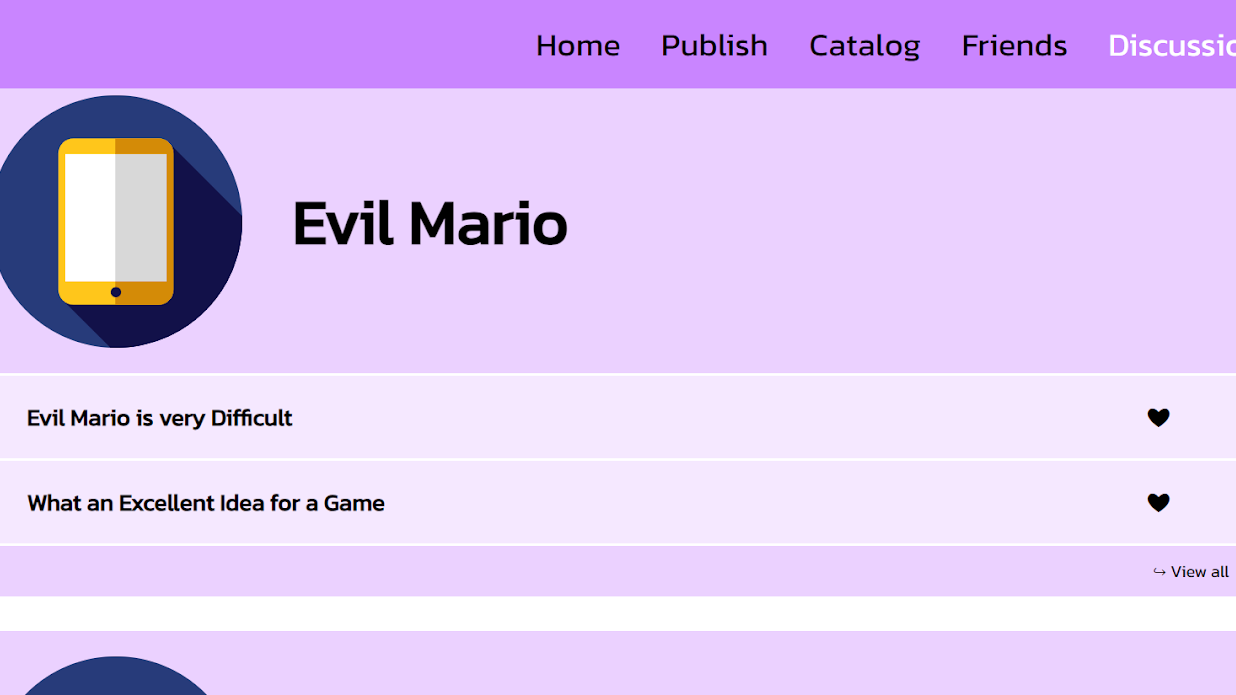 Home Publish Catalog Friends
Evil Mario
Evil Mario is very Difficult
What an Excellent Idea for a Game
↪ View all